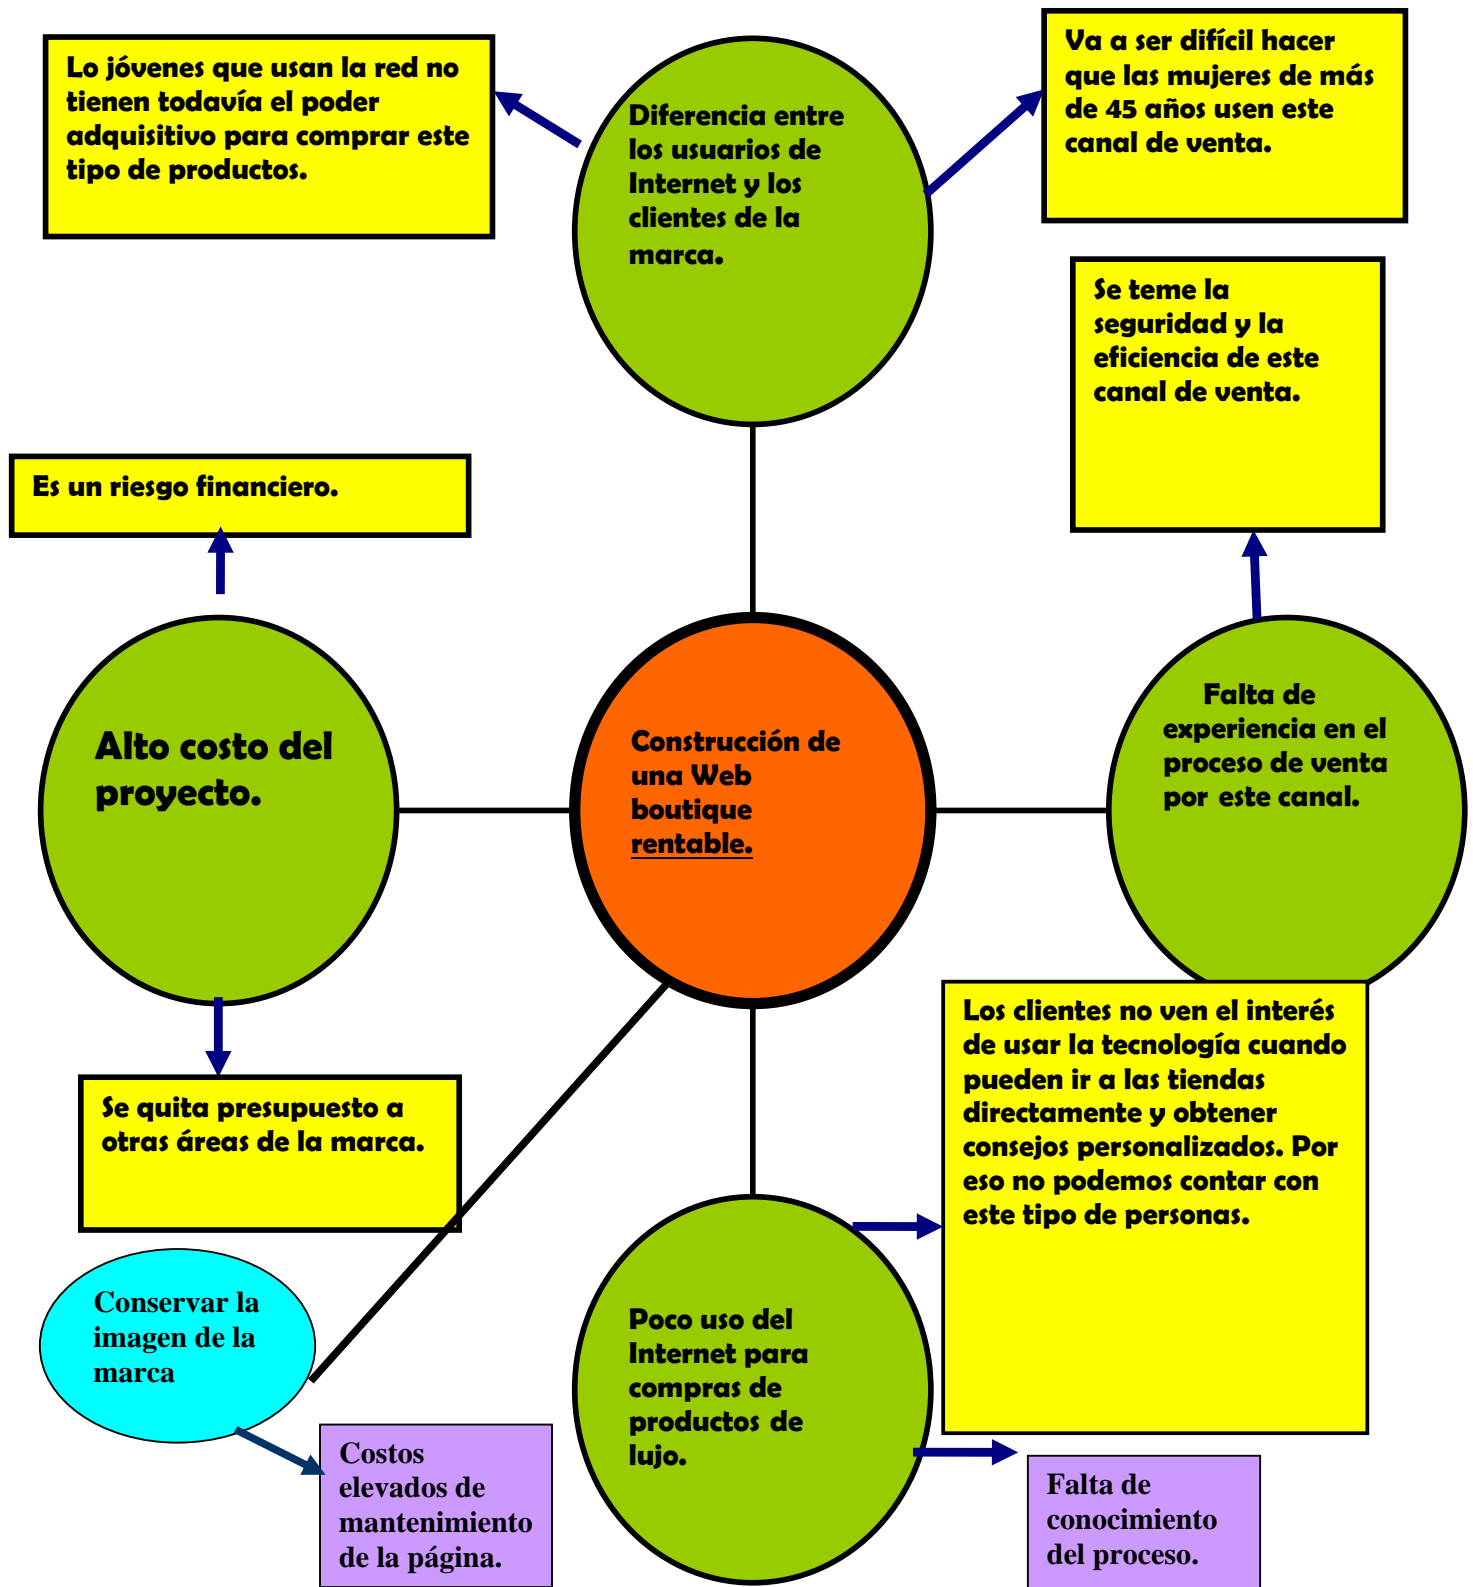 Lo jóvenes que usan la red no
tienen todavía el poder
adquisitivo para comprar este
tipo de productos.
Diferencia entre
los usuarios de
Internet y los
clientes de la
marca.
Va a ser difícil hacer
que las mujeres de más
de 45 años usen este
canal de venta.
Se teme la
seguridad y la
eficiencia de este
canal de venta.
Es un riesgo financiero.
Alto costo del
proyecto.
Construcción de
una Web
boutique
rentable.
Falta de
experiencia en el
proceso de venta
por este canal.
Se quita presupuesto a
otras áreas de la marca.
Los clientes no ven el interés
de usar la tecnología cuando
pueden ir a las tiendas
directamente y obtener
consejos personalizados. Por
eso no podemos contar con
este tipo de personas.
Conservar la
imagen de la
marca
Poco uso del
Internet para
compras de
productos de
lujo.
Costos
elevados de
mantenimiento
de la página.
Falta de
conocimiento
del proceso.